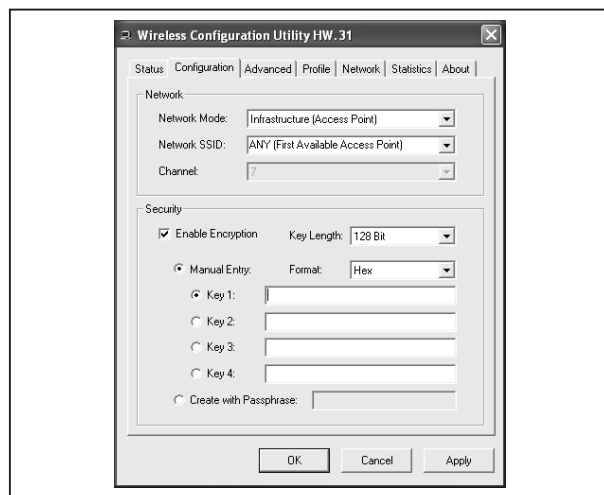 Wireless Configuration Utility HW.31
Status Configuration Advanced Profile Network Statistics About
Network
Network Mode: Infrastructure (Access Point)
Network SSID: ANY (First Available Access Point)
Channel: 7
Security
Enable Encryption Key Length: 128 Bit
Manual Entry: Format: Hex
Key 1:
Key 2:
Key 3:
Key 4:
Create with Passphrase:
OK Cancel Apply